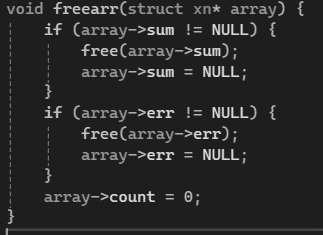 void freearr(struct xn* array) {
    if (array->sum != NULL) {
        free(array->sum);
        array->sum = NULL;
    }
    if (array->err != NULL) {
        free(array->err);
        array->err = NULL;
    }
    array->count = 0;
}